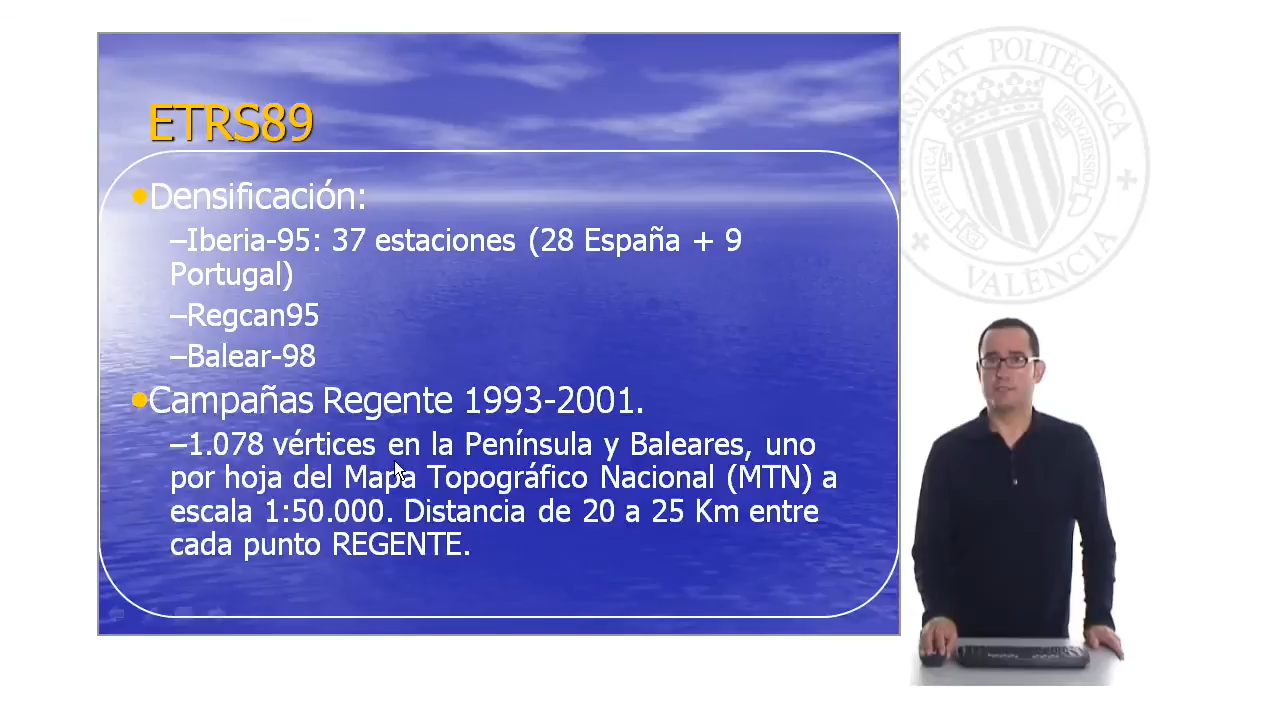 ETRS89
•Densificación:
–Iberia-95: 37 estaciones (28 España + 9
Portugal)
–Regcan95
–Balear-98
•Campañas Regente 1993-2001.
–1.078 vértices en la Península y Baleares, uno
por hoja del Mapa Topográfico Nacional (MTN) a
escala 1:50.000. Distancia de 20 a 25 Km entre
cada punto REGENTE.
POLITÈCNICA
VALÈNCIA